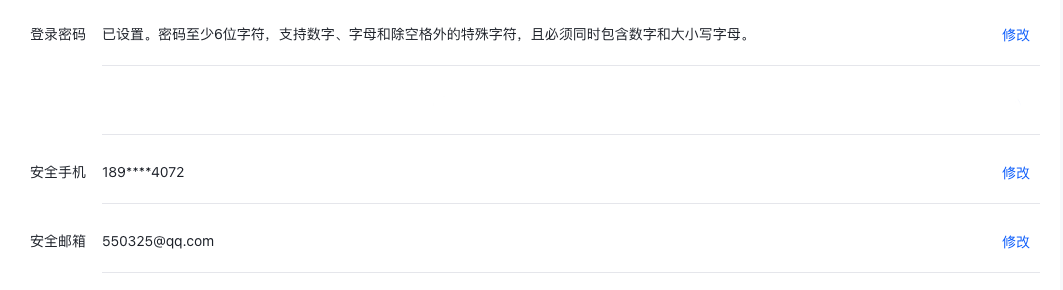 登录密码 已设置。密码至少6位字符，支持数字、字母和除空格外的特殊字符，且必须同时包含数字和大小写字母。 修改
安全手机 189****4072 修改
安全邮箱 550325@qq.com 修改